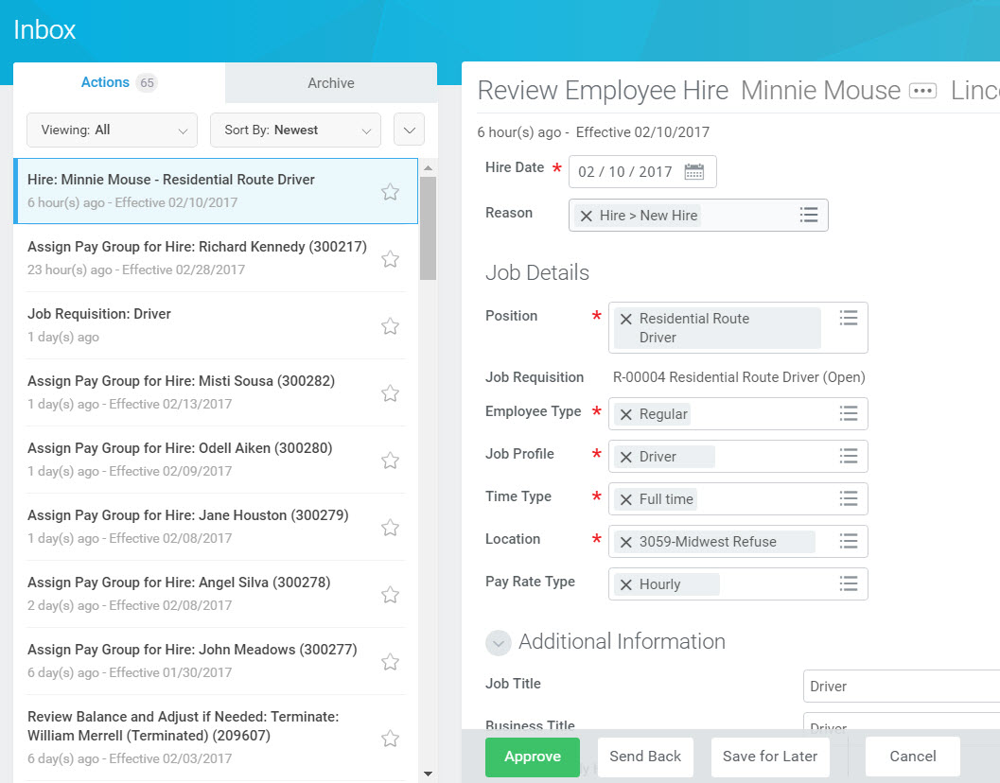 Inbox
Actions 65
Archive
Viewing: All
Sort By: Newest
Hire: Minnie Mouse - Residential Route Driver
6 hour(s) ago - Effective 02/10/2017
Assign Pay Group for Hire: Richard Kennedy (300217)
23 hour(s) ago - Effective 02/28/2017
Job Requisition: Driver
1 day(s) ago
Assign Pay Group for Hire: Misti Sousa (300282)
1 day(s) ago - Effective 02/13/2017
Assign Pay Group for Hire: Odell Aiken (300280)
1 day(s) ago - Effective 02/09/2017
Assign Pay Group for Hire: Jane Houston (300279)
1 day(s) ago - Effective 02/08/2017
Assign Pay Group for Hire: Angel Silva (300278)
2 day(s) ago - Effective 02/08/2017
Assign Pay Group for Hire: John Meadows (300277)
6 day(s) ago - Effective 01/30/2017
Review Balance and Adjust if Needed: Terminate:
William Merrell (Terminated) (209607)
6 day(s) ago - Effective 02/03/2017
Review Employee Hire Minnie Mouse Linc
6 hour(s) ago - Effective 02/10/2017
Hire Date * 02 / 10 / 2017
Reason Hire > New Hire
Job Details
Position * Residential Route
Driver
Job Requisition R-00004 Residential Route Driver (Open)
Employee Type * Regular
Job Profile * Driver
Time Type * Full time
Location * 3059-Midwest Refuse
Pay Rate Type Hourly
Additional Information
Job Title Driver
Business Title Driver
Approve
Send Back
Save for Later
Cancel